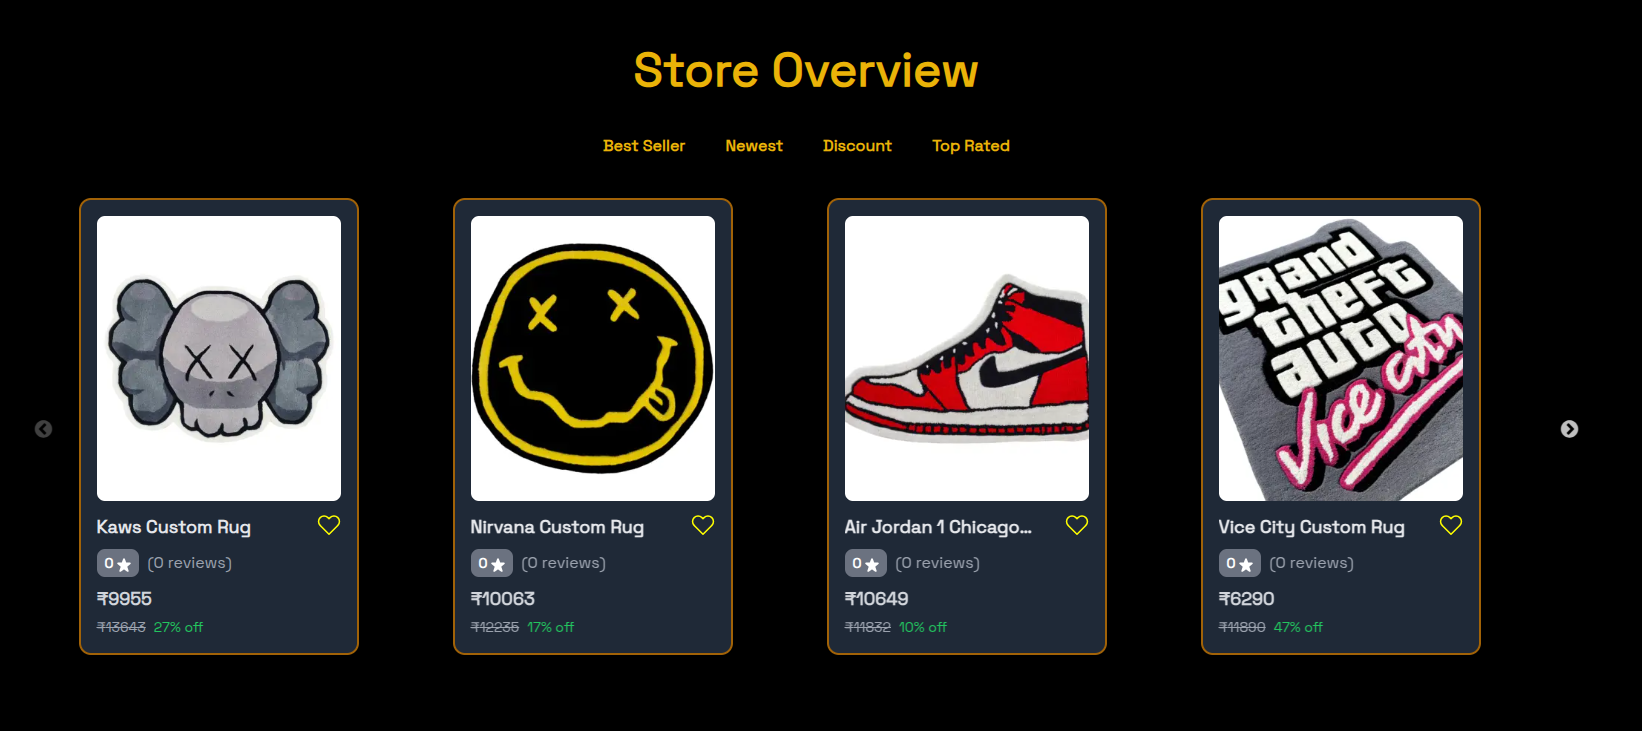 Store Overview
Best Seller Newest Discount Top Rated
grand
theft
auto
vice city
Kaws Custom Rug
0 ★ (0 reviews)
₹9955
₹13643 27% off
Nirvana Custom Rug
0 ★ (0 reviews)
₹10063
₹12235 17% off
Air Jordan 1 Chicago...
0 ★ (0 reviews)
₹10649
₹11832 10% off
Vice City Custom Rug
0 ★ (0 reviews)
₹6290
₹11890 47% off